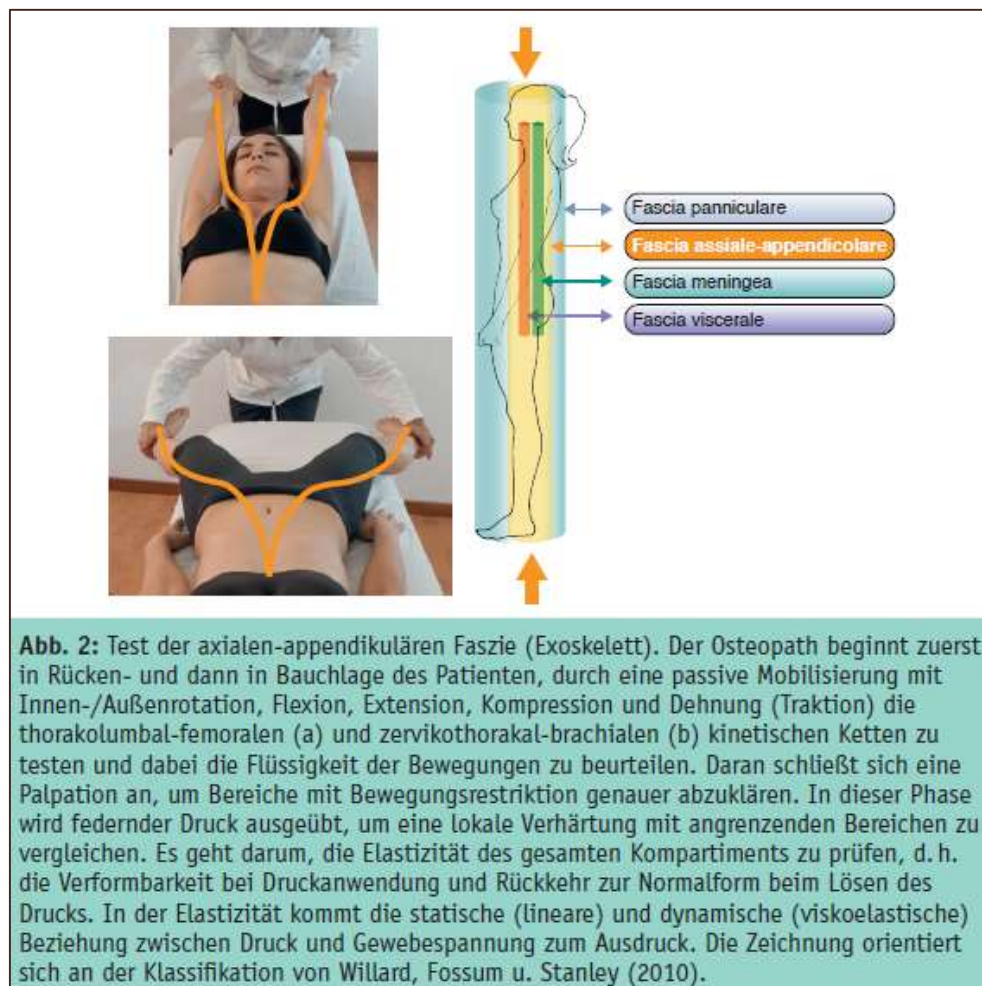 Fascia panniculare
Fascia assiale-appendicolare
Fascia meningea
Fascia viscerale
Abb. 2: Test der axialen-appendikulären Faszie (Exoskelett). Der Osteopath beginnt zuerst
in Rücken- und dann in Bauchlage des Patienten, durch eine passive Mobilisierung mit
Innen-/Außenrotation, Flexion, Extension, Kompression und Dehnung (Traktion) die
thorakolumbal-femoralen (a) und zervikothorakal-brachialen (b) kinetischen Ketten zu
testen und dabei die Flüssigkeit der Bewegungen zu beurteilen. Daran schließt sich eine
Palpation an, um Bereiche mit Bewegungsrestriktion genauer abzuklären. In dieser Phase
wird federnder Druck ausgeübt, um eine lokale Verhärtung mit angrenzenden Bereichen zu
vergleichen. Es geht darum, die Elastizität des gesamten Kompartiments zu prüfen, d. h.
die Verformbarkeit bei Druckanwendung und Rückkehr zur Normalform beim Lösen des
Drucks. In der Elastizität kommt die statische (lineare) und dynamische (viskoelastische)
Beziehung zwischen Druck und Gewebespannung zum Ausdruck. Die Zeichnung orientiert
sich an der Klassifikation von Willard, Fossum u. Stanley (2010).